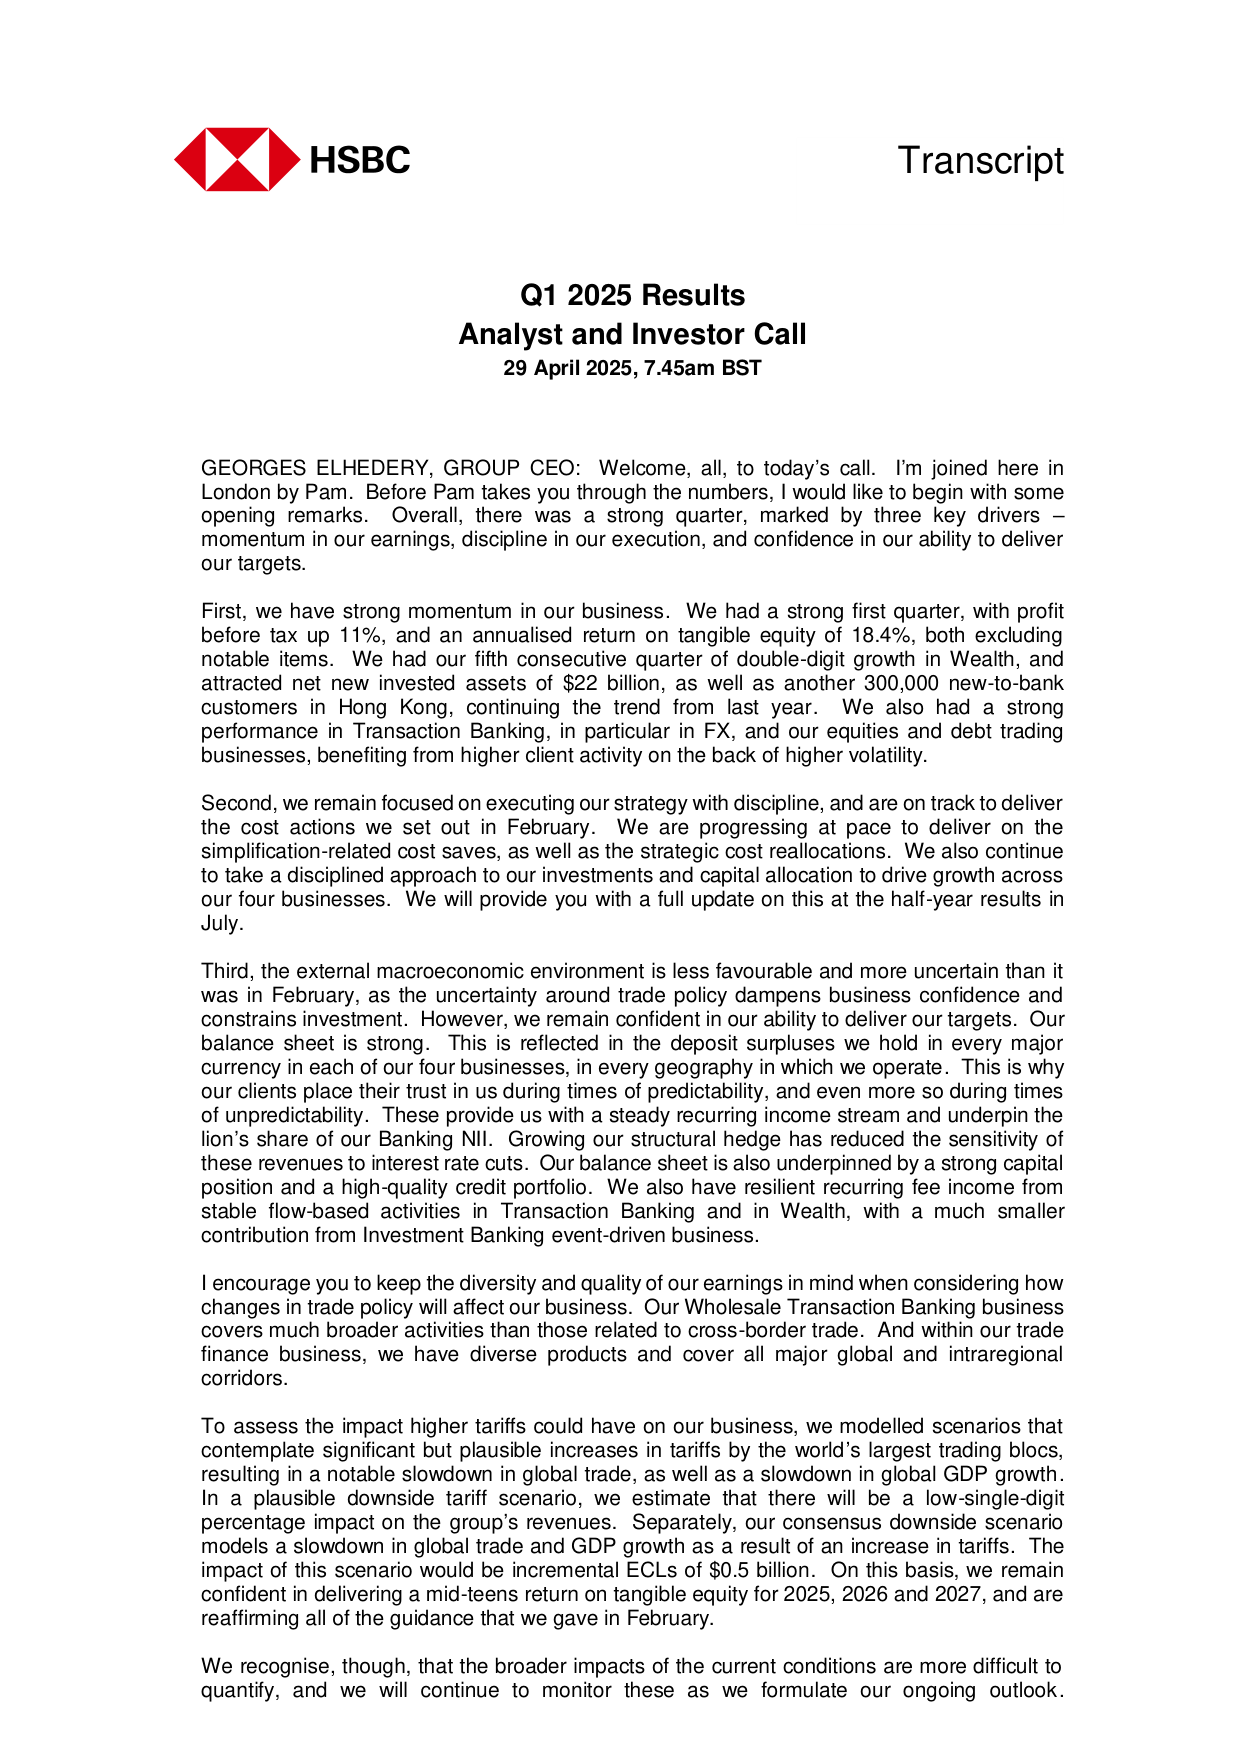 HSBC
Transcript
Q1 2025 Results
Analyst and Investor Call
29 April 2025, 7.45am BST
GEORGES ELHEDERY, GROUP CEO: Welcome, all, to today's call. I'm joined here in
London by Pam. Before Pam takes you through the numbers, I would like to begin with some
opening remarks. Overall, there was a strong quarter, marked by three key drivers –
momentum in our earnings, discipline in our execution, and confidence in our ability to deliver
our targets.
First, we have strong momentum in our business. We had a strong first quarter, with profit
before tax up 11%, and an annualised return on tangible equity of 18.4%, both excluding
notable items. We had our fifth consecutive quarter of double-digit growth in Wealth, and
attracted net new invested assets of $22 billion, as well as another 300,000 new-to-bank
customers in Hong Kong, continuing the trend from last year. We also had a strong
performance in Transaction Banking, in particular in FX, and our equities and debt trading
businesses, benefiting from higher client activity on the back of higher volatility.
Second, we remain focused on executing our strategy with discipline, and are on track to deliver
the cost actions we set out in February. We are progressing at pace to deliver on the
simplification-related cost saves, as well as the strategic cost reallocations. We also continue
to take a disciplined approach to our investments and capital allocation to drive growth across
our four businesses. We will provide you with a full update on this at the half-year results in
July.
Third, the external macroeconomic environment is less favourable and more uncertain than it
was in February, as the uncertainty around trade policy dampens business confidence and
constrains investment. However, we remain confident in our ability to deliver our targets. Our
balance sheet is strong. This is reflected in the deposit surpluses we hold in every major
currency in each of our four businesses, in every geography in which we operate. This is why
our clients place their trust in us during times of predictability, and even more so during times
of unpredictability. These provide us with a steady recurring income stream and underpin the
lion's share of our Banking NII. Growing our structural hedge has reduced the sensitivity of
these revenues to interest rate cuts. Our balance sheet is also underpinned by a strong capital
position and a high-quality credit portfolio. We also have resilient recurring fee income from
stable flow-based activities in Transaction Banking and in Wealth, with a much smaller
contribution from Investment Banking event-driven business.
I encourage you to keep the diversity and quality of our earnings in mind when considering how
changes in trade policy will affect our business. Our Wholesale Transaction Banking business
covers much broader activities than those related to cross-border trade. And within our trade
finance business, we have diverse products and cover all major global and intraregional
corridors.
To assess the impact higher tariffs could have on our business, we modelled scenarios that
contemplate significant but plausible increases in tariffs by the world's largest trading blocs,
resulting in a notable slowdown in global trade, as well as a slowdown in global GDP growth.
In a plausible downside tariff scenario, we estimate that there will be a low-single-digit
percentage impact on the group's revenues. Separately, our consensus downside scenario
models a slowdown in global trade and GDP growth as a result of an increase in tariffs. The
impact of this scenario would be incremental ECLs of $0.5 billion. On this basis, we remain
confident in delivering a mid-teens return on tangible equity for 2025, 2026 and 2027, and are
reaffirming all of the guidance that we gave in February.
We recognise, though, that the broader impacts of the current conditions are more difficult to
quantify, and we will continue to monitor these as we formulate our ongoing outlook.